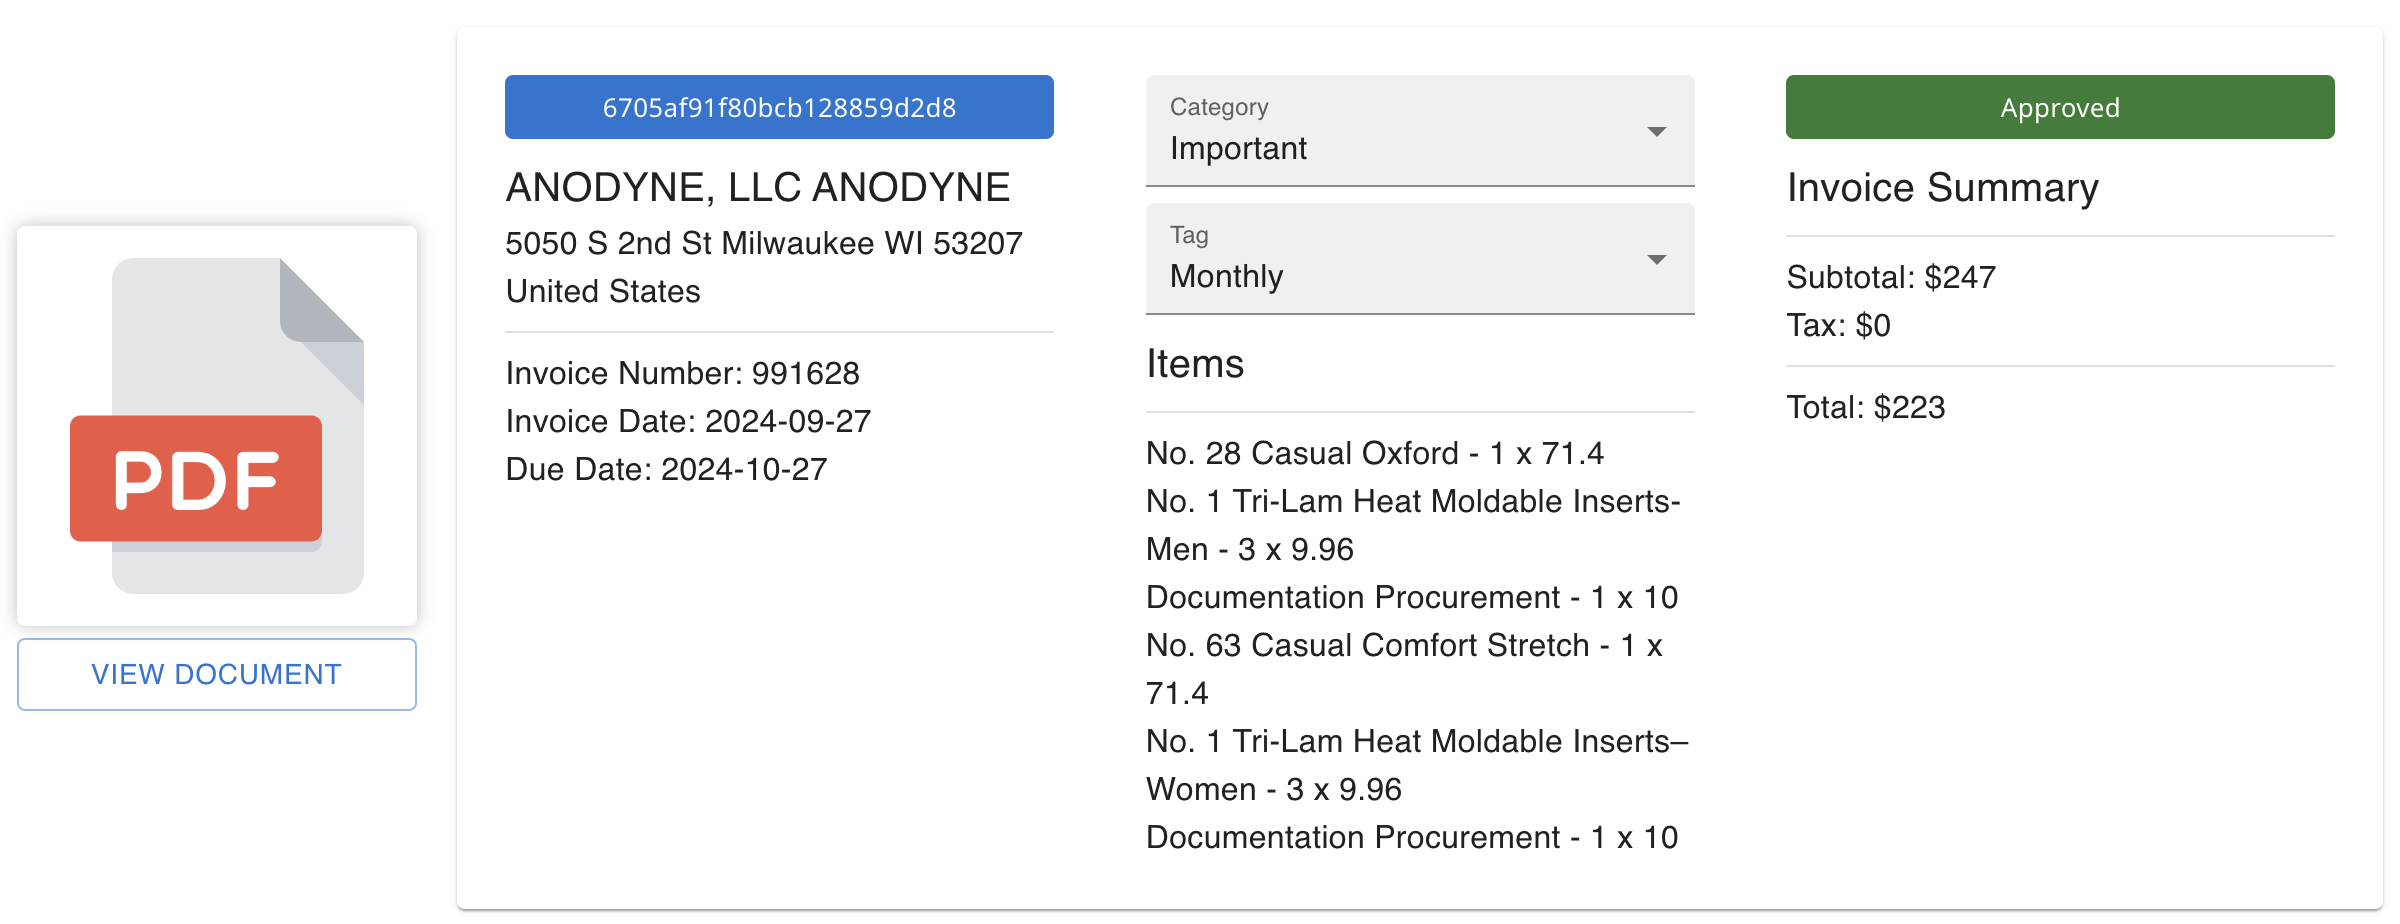 PDF
VIEW DOCUMENT
6705af91f80bcb128859d2d8
ANODYNE, LLC ANODYNE
5050 S 2nd St Milwaukee WI 53207
United States
Invoice Number: 991628
Invoice Date: 2024-09-27
Due Date: 2024-10-27
Category
Important
Tag
Monthly
Items
No. 28 Casual Oxford - 1 x 71.4
No. 1 Tri-Lam Heat Moldable Inserts-
Men - 3 x 9.96
Documentation Procurement - 1 x 10
No. 63 Casual Comfort Stretch - 1 x
71.4
No. 1 Tri-Lam Heat Moldable Inserts–
Women - 3 x 9.96
Documentation Procurement - 1 x 10
Approved
Invoice Summary
Subtotal: $247
Tax: $0
Total: $223